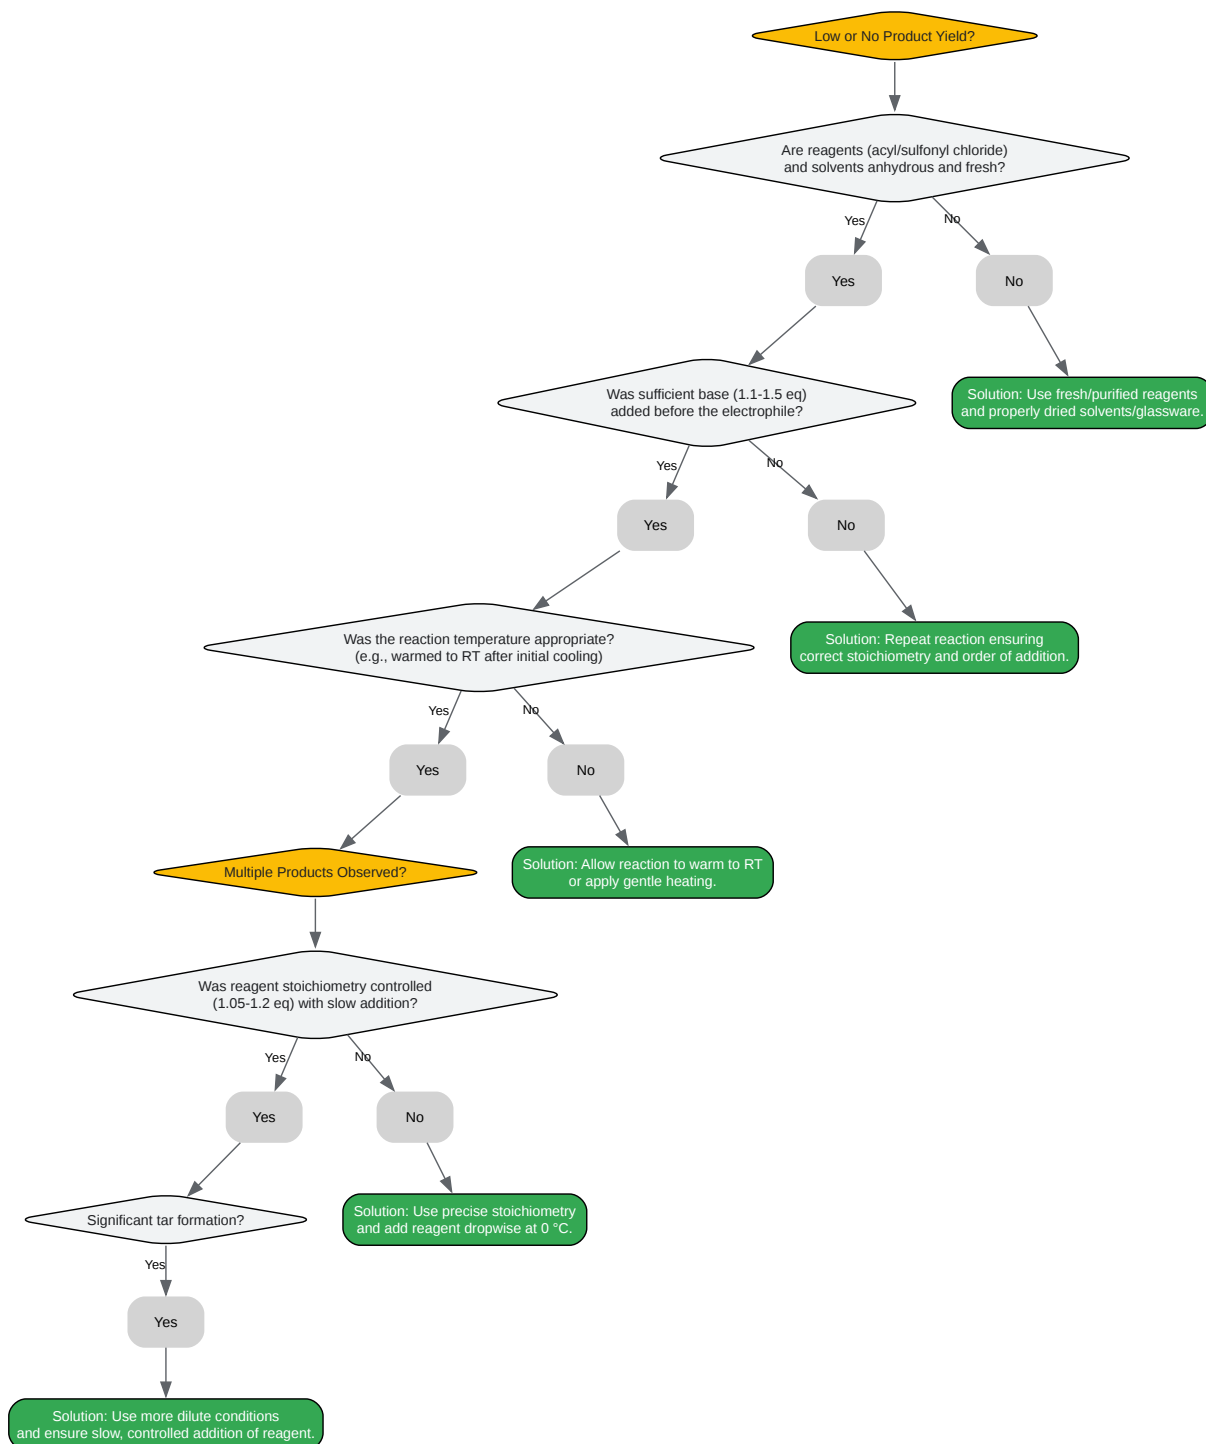 Low or No Product Yield?
Are reagents (acyl/sulfonyl chloride)
and solvents anhydrous and fresh?
Yes
No
Yes
No
Was sufficient base (1.1-1.5 eq)
added before the electrophile?
Solution: Use fresh/purified reagents
and properly dried solvents/glassware.
Yes
No
Yes
No
Was the reaction temperature appropriate?
(e.g., warmed to RT after initial cooling)
Solution: Repeat reaction ensuring
correct stoichiometry and order of addition.
Yes
No
Yes
No
Multiple Products Observed?
Solution: Allow reaction to warm to RT
or apply gentle heating.
Was reagent stoichiometry controlled
(1.05-1.2 eq) with slow addition?
Yes
No
Yes
No
Significant tar formation?
Solution: Use precise stoichiometry
and add reagent dropwise at 0 °C.
Yes
Yes
Solution: Use more dilute conditions
and ensure slow, controlled addition of reagent.